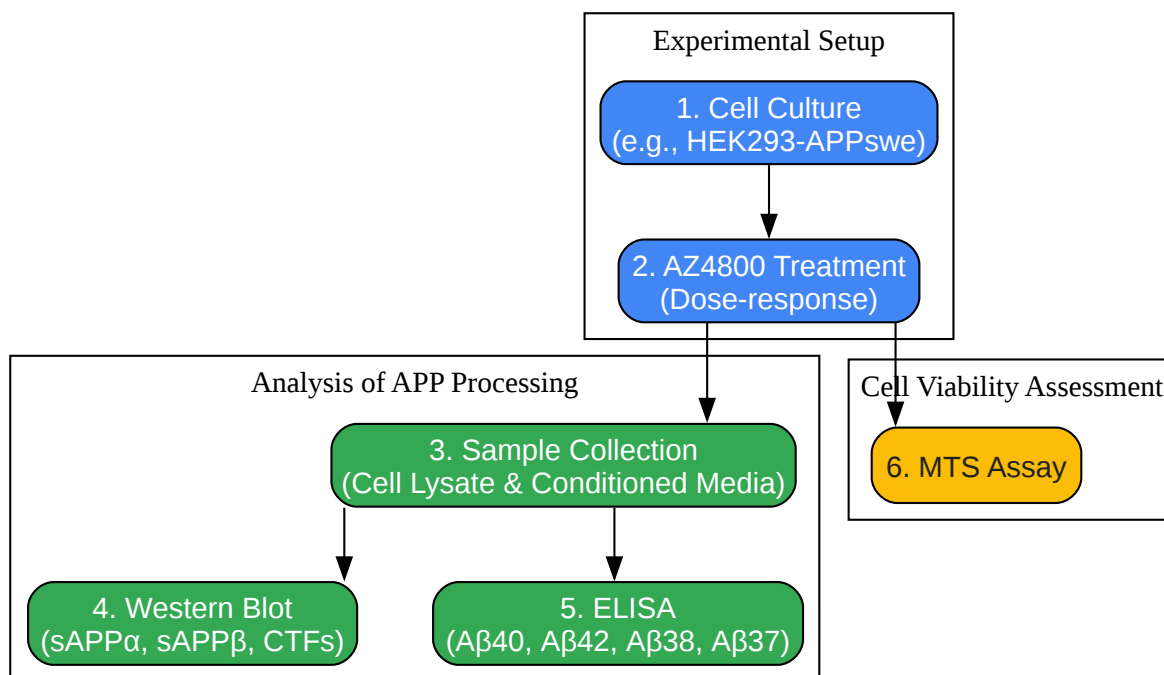 Experimental Setup
1. Cell Culture
(e.g., HEK293-APPswe)
2. AZ4800 Treatment
(Dose-response)
Analysis of APP Processing
Cell Viability Assessment
3. Sample Collection
(Cell Lysate & Conditioned Media)
6. MTS Assay
4. Western Blot
(sAPPα, sAPPβ, CTFs)
5. ELISA
(Aβ40, Aβ42, Aβ38, Aβ37)